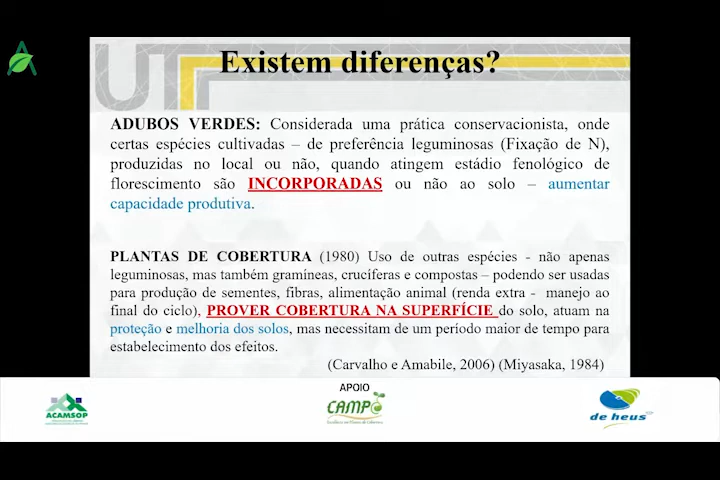 Existem diferenças?
ADUBOS VERDES: Considerada uma prática conservacionista, onde
certas espécies cultivadas – de preferência leguminosas (Fixação de N),
produzidas no local ou não, quando atingem estádio fenológico de
florescimento são INCORPORADAS ou não ao solo – aumentar
capacidade produtiva.
PLANTAS DE COBERTURA (1980) Uso de outras espécies - não apenas
leguminosas, mas também gramíneas, crucíferas e compostas – podendo ser usadas
para produção de sementes, fibras, alimentação animal (renda extra - manejo ao
final do ciclo), PROVER COBERTURA NA SUPERFÍCIE do solo, atuam na
proteção e melhoria dos solos, mas necessitam de um período maior de tempo para
estabelecimento dos efeitos.
(Carvalho e Amabile, 2006) (Miyasaka, 1984)
APOIO
ACAMSOP
CAMPO
de heus